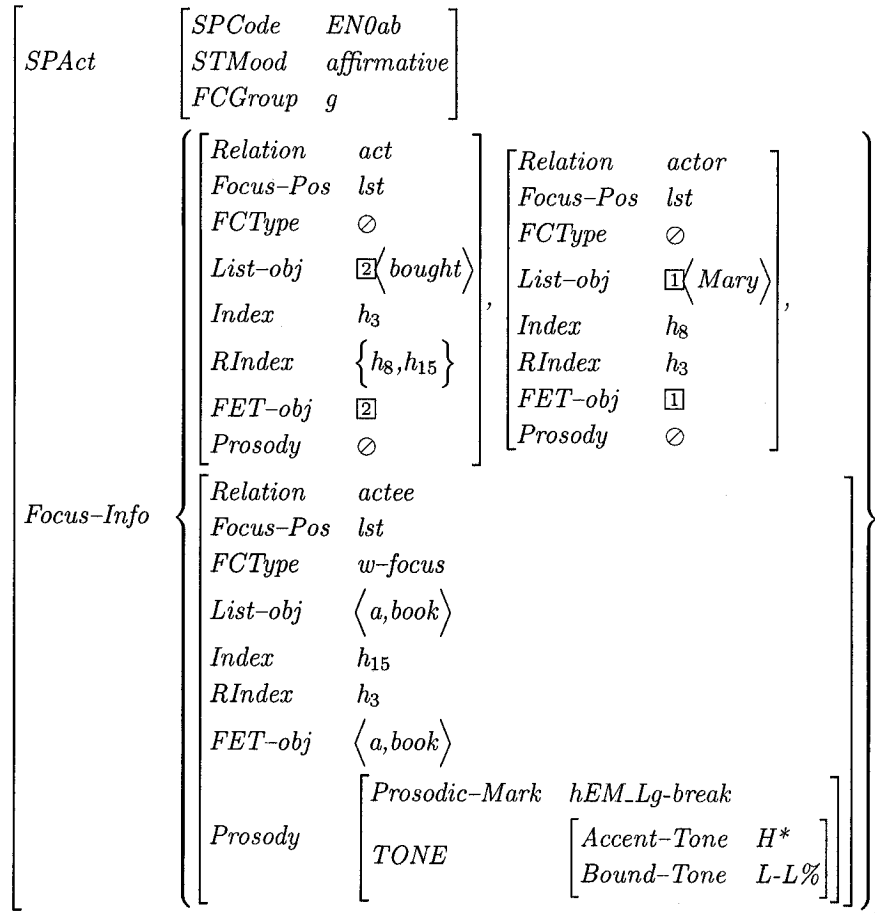 SPAct
SPCode EN0ab
STMood affirmative
FCGroup g
Focus–Info
Relation act
Focus–Pos lst
FCType ∅
List–obj [2]⟨bought⟩
Index h₃
RIndex {h₈,h₁₅}
FET–obj [2]
Prosody ∅
,
Relation actor
Focus–Pos lst
FCType ∅
List–obj [1]⟨Mary⟩
Index h₈
RIndex h₃
FET–obj [1]
Prosody ∅
,
Relation actee
Focus–Pos lst
FCType w–focus
List–obj ⟨a,book⟩
Index h₁₅
RIndex h₃
FET–obj ⟨a,book⟩
Prosody
Prosodic–Mark hEM_Lg-break
TONE
Accent–Tone H*
Bound–Tone L-L%